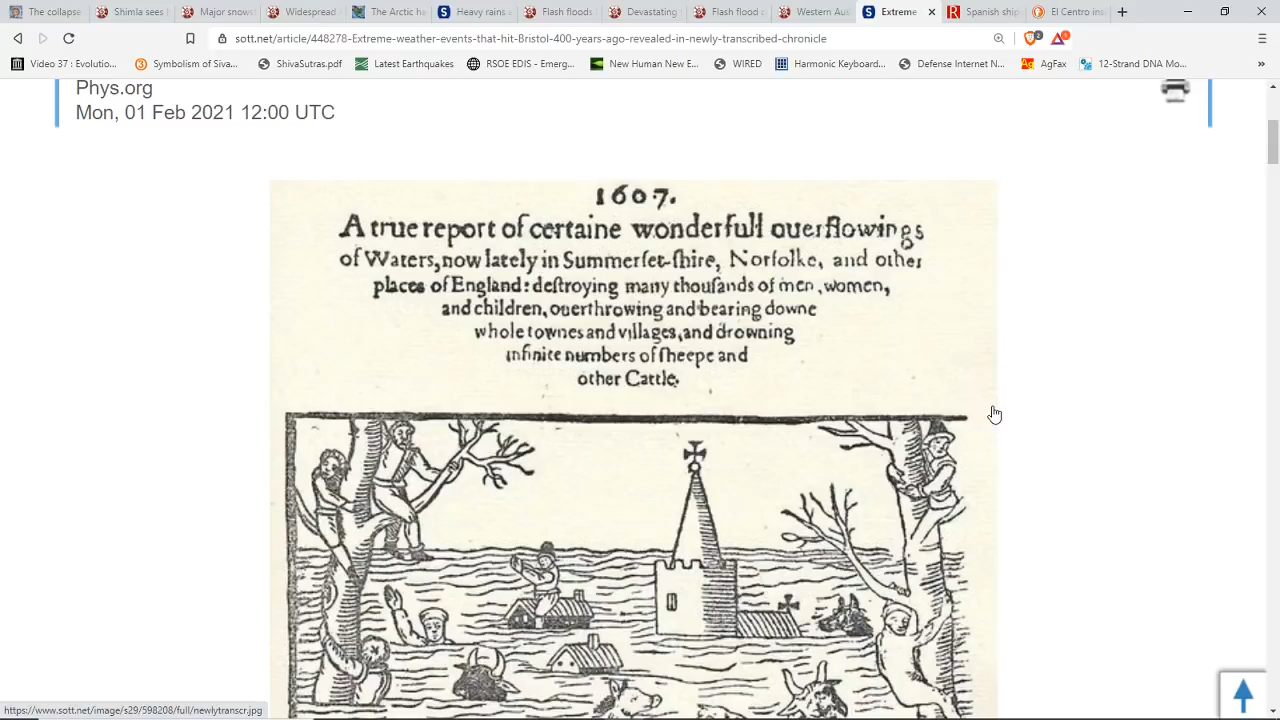 The collapse
Shimla sees
Major snows
Widespread
The Arctic ha
Heavy rains
Flash floods
Devastating
Flash flood
Western Aus
Extreme
Spanish ship
El Centro ins
sott.net/article/448278-Extreme-weather-events-that-hit-Bristol-400-years-ago-revealed-in-newly-transcribed-chronicle
2
1
Video 37 : Evolutio...
Symbolism of Siva...
ShivaSutras.pdf
Latest Earthquakes
RSOE EDIS - Emerg...
New Human New E...
WIRED
Harmonic Keyboard...
Defense Internet N...
AgFax
12-Strand DNA Mo...
»
Phys.org
Mon, 01 Feb 2021 12:00 UTC
1607.
A true report of certaine wonderfull ouerflowings
of Waters, now lately in Summerſet-ſhire, Norfolke, and other
places of England: deſtroying many thouſands of men, women,
and children, ouerthrowing and bearing downe
whole townes and villages, and drowning
infinite numbers of ſheepe and
other Cattle.
https://www.sott.net/image/s29/598208/full/newlytranscr.jpg